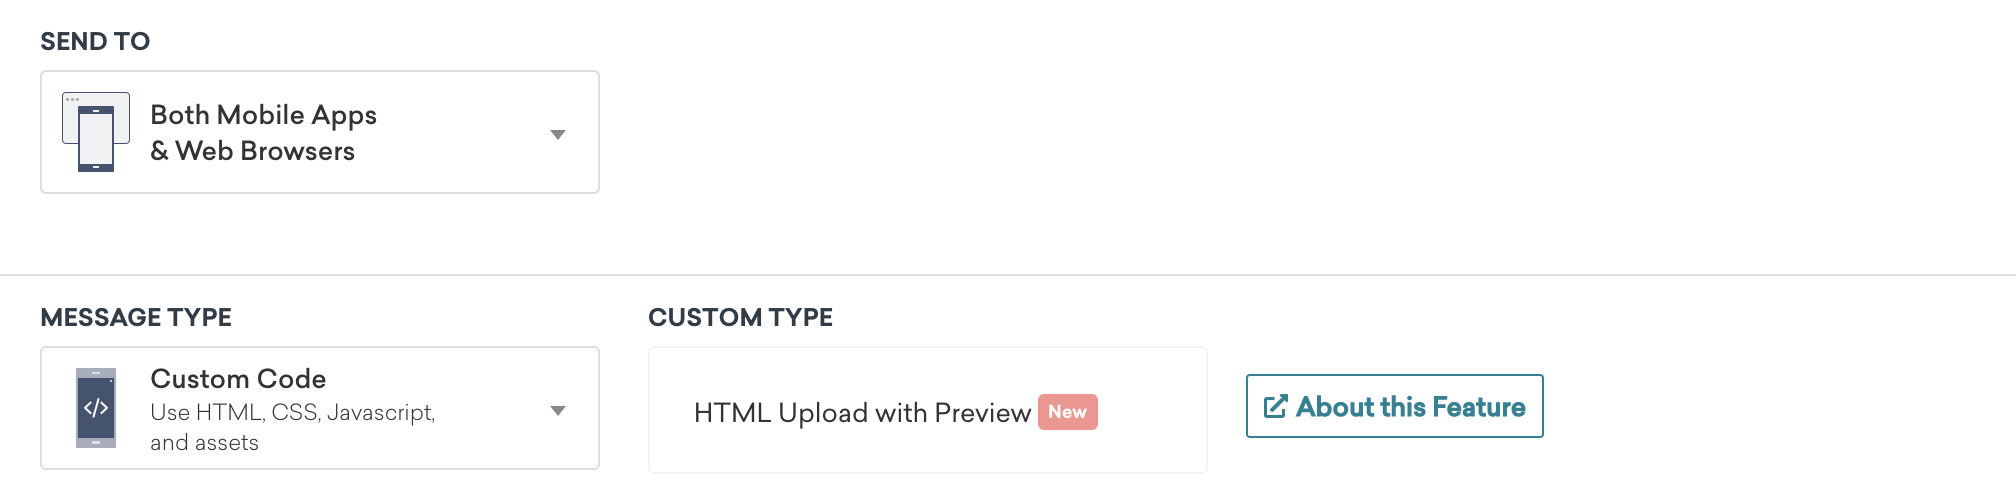 SEND TO
Both Mobile Apps
& Web Browsers
MESSAGE TYPE
CUSTOM TYPE
Custom Code
Use HTML, CSS, Javascript,
and assets
</>
HTML Upload with Preview New
About this Feature